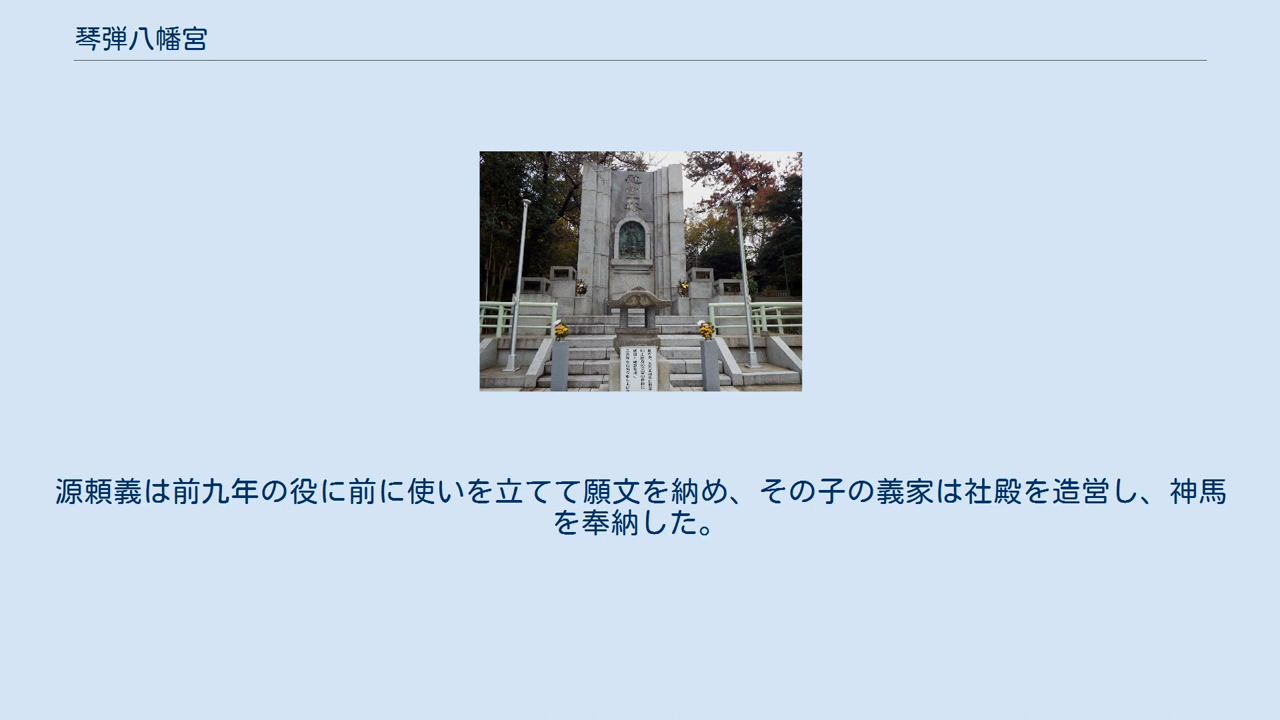 琴弾八幡宮
源頼義は前九年の役に前に使いを立てて願文を納め、その子の義家は社殿を造営し、神馬
を奉納した。